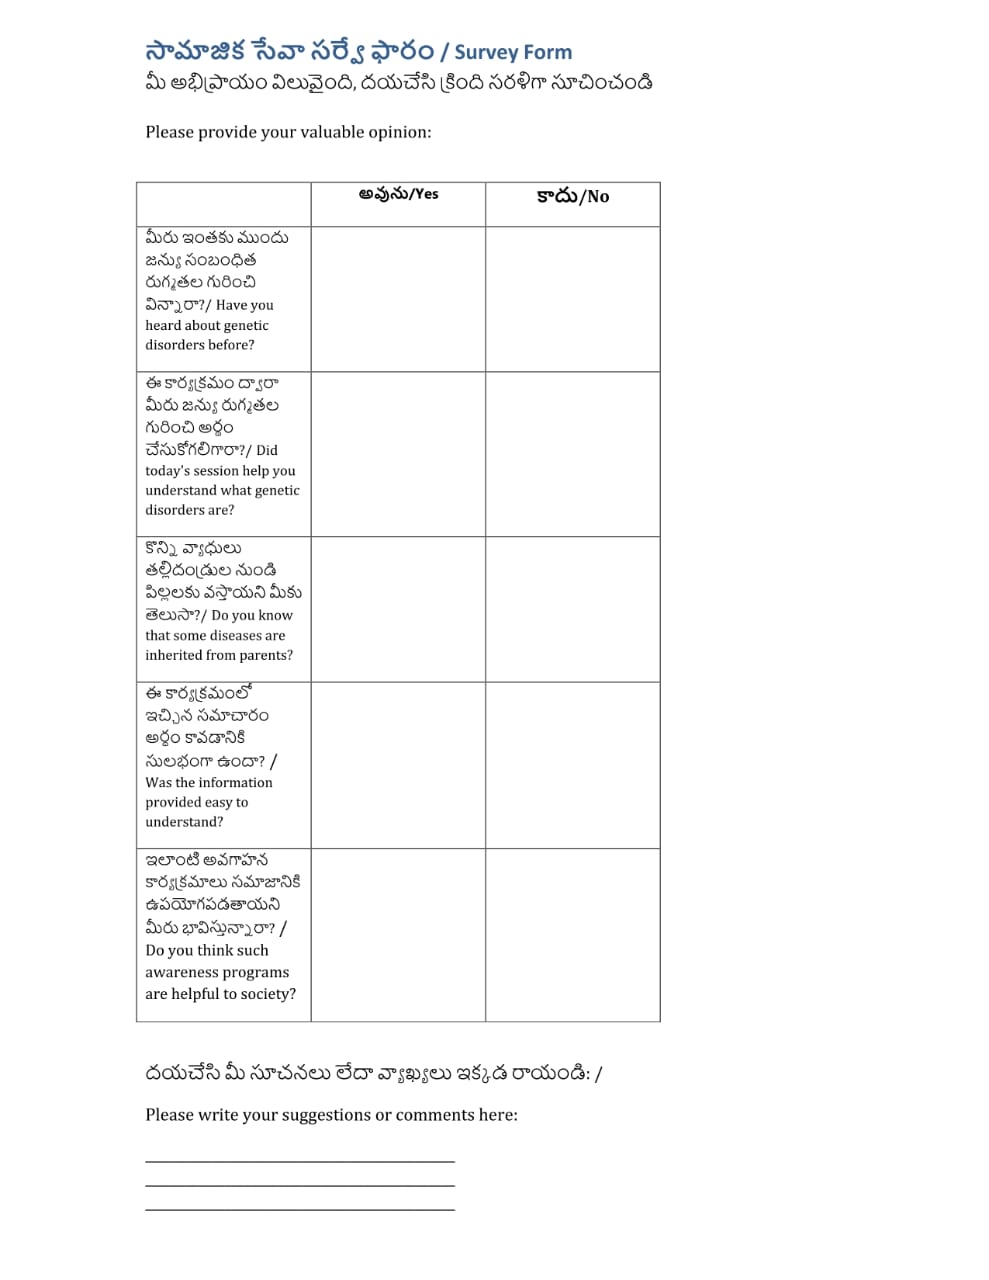 సామాజిక సేవా సర్వే ఫారం / Survey Form
మీ అభిప్రాయం విలువైంది, దయచేసి క్రింది సరళిగా సూచించండి
Please provide your valuable opinion:
అవును/Yes
కాదు/No
మీరు ఇంతకు ముందు
జన్యు సంబంధిత
రుగ్మతల గురించి
విన్నారా?/ Have you
heard about genetic
disorders before?
ఈ కార్యక్రమం ద్వారా
మీరు జన్యు రుగ్మతల
గురించి అర్థం
చేసుకోగలిగారా?/ Did
today's session help you
understand what genetic
disorders are?
కొన్ని వ్యాధులు
తల్లిదండ్రుల నుండి
పిల్లలకు వస్తాయని మీకు
తెలుసా?/ Do you know
that some diseases are
inherited from parents?
ఈ కార్యక్రమంలో
ఇచ్చిన సమాచారం
అర్థం కావడానికి
సులభంగా ఉందా? /
Was the information
provided easy to
understand?
ఇలాంటి అవగాహన
కార్యక్రమాలు సమాజానికి
ఉపయోగపడతాయని
మీరు భావిస్తున్నారా? /
Do you think such
awareness programs
are helpful to society?
దయచేసి మీ సూచనలు లేదా వ్యాఖ్యలు ఇక్కడ రాయండి: /
Please write your suggestions or comments here: